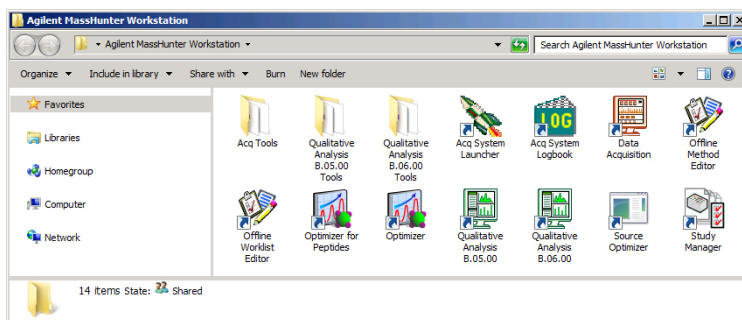 Agilent MassHunter Workstation
Agilent MassHunter Workstation
Search Agilent MassHunter Workstation
Organize Include in library Share with Burn New folder
Favorites
Libraries
Homegroup
Computer
Network
Acq Tools
Qualitative
Analysis
B.05.00
Tools
Qualitative
Analysis
B.06.00
Tools
Acq System
Launcher
LOG
Acq System
Logbook
Data
Acquisition
Offline
Method
Editor
Offline
Worklist
Editor
Optimizer for
Peptides
Optimizer
Qualitative
Analysis
B.05.00
Qualitative
Analysis
B.06.00
Source
Optimizer
Study
Manager
14 items State: Shared